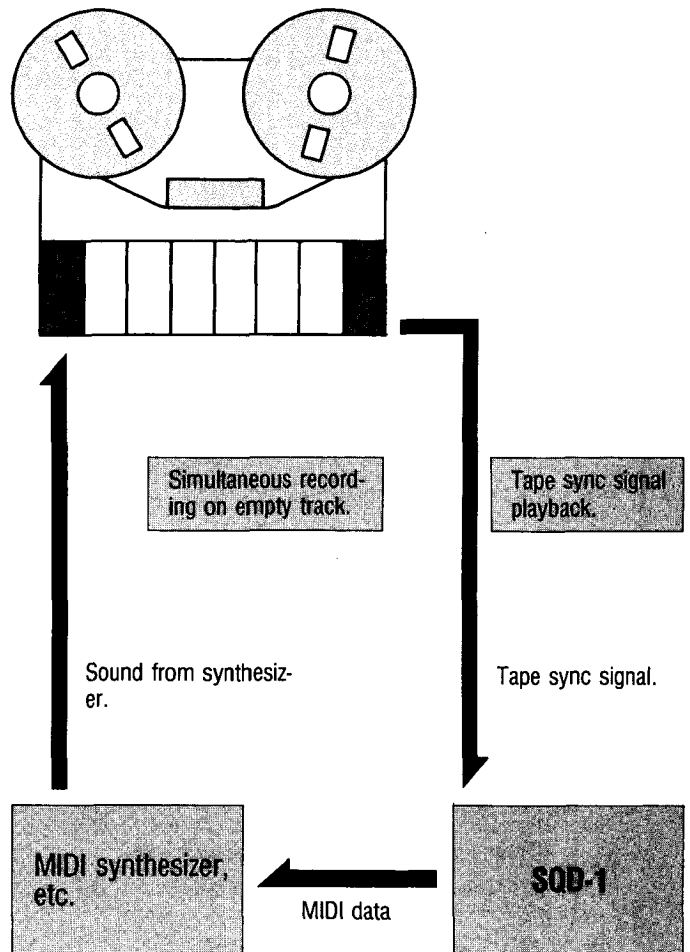 Simultaneous record-
ing on empty track.
Tape sync signal
playback.
Sound from synthesiz-
er.
Tape sync signal.
MIDI synthesizer,
etc.
SQD-1
MIDI data